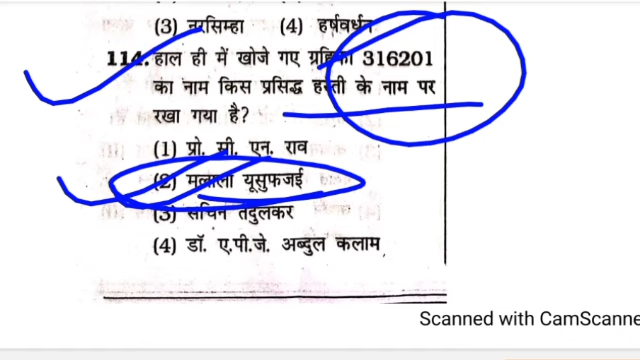 (3) नरसिम्हा (4) हर्षवर्धन
114. हाल ही में खोजे गए ग्रहिका 316201
का नाम किस प्रसिद्ध हस्ती के नाम पर
रखा गया है?
(1) प्रो. सी. एन. राव
(2) मलाला यूसुफजई
(3) सचिन तेंदुलकर
(4) डॉ. ए.पी.जे. अब्दुल कलाम
Scanned with CamScanne